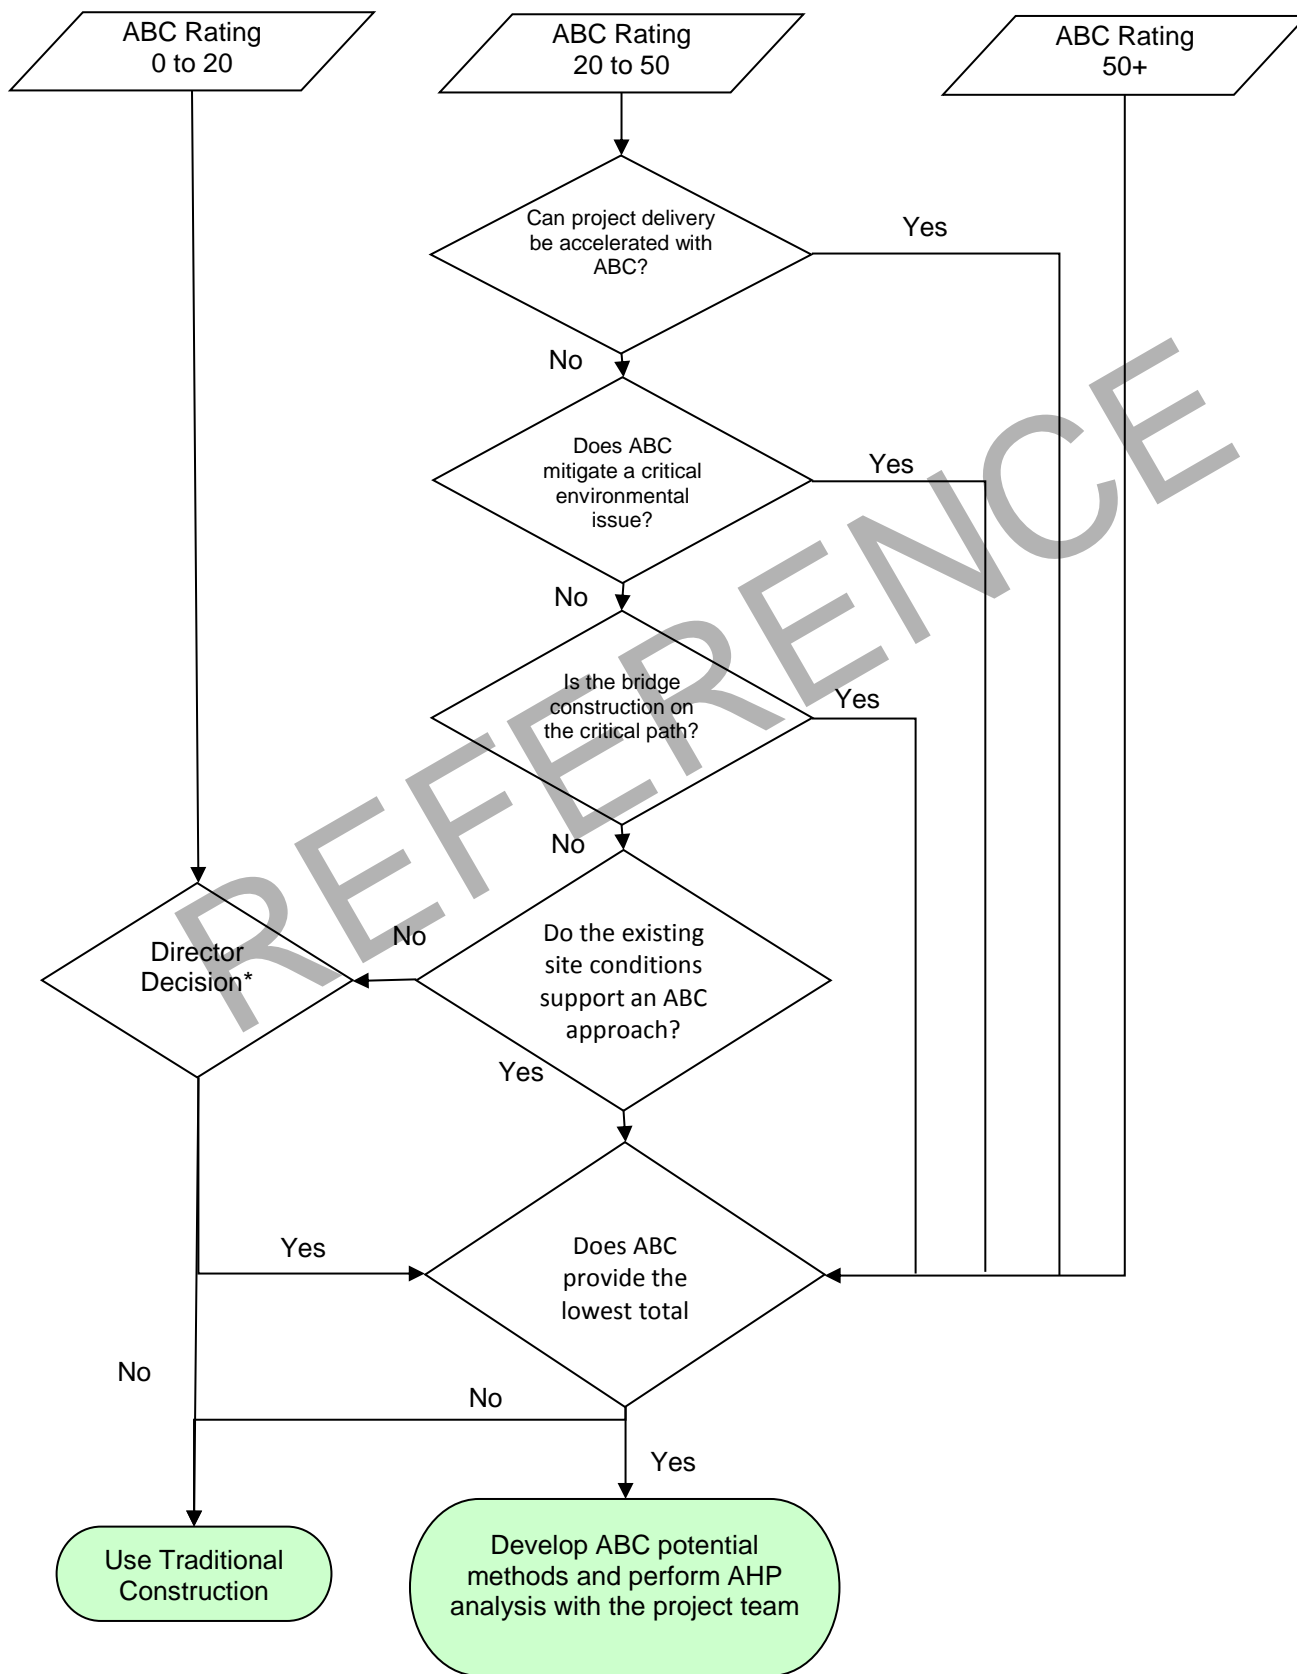 ABC Rating
0 to 20
ABC Rating
20 to 50
ABC Rating
50+
Can project delivery
be accelerated with
ABC?
Yes
No
Does ABC
mitigate a critical
environmental
issue?
Yes
No
Is the bridge
construction on
the critical path?
Yes
No
Director
Decision*
No
Do the existing
site conditions
support an ABC
approach?
Yes
Yes
Does ABC
provide the
lowest total
No
No
Yes
Use Traditional
Construction
Develop ABC potential
methods and perform AHP
analysis with the project team
REFERENCE